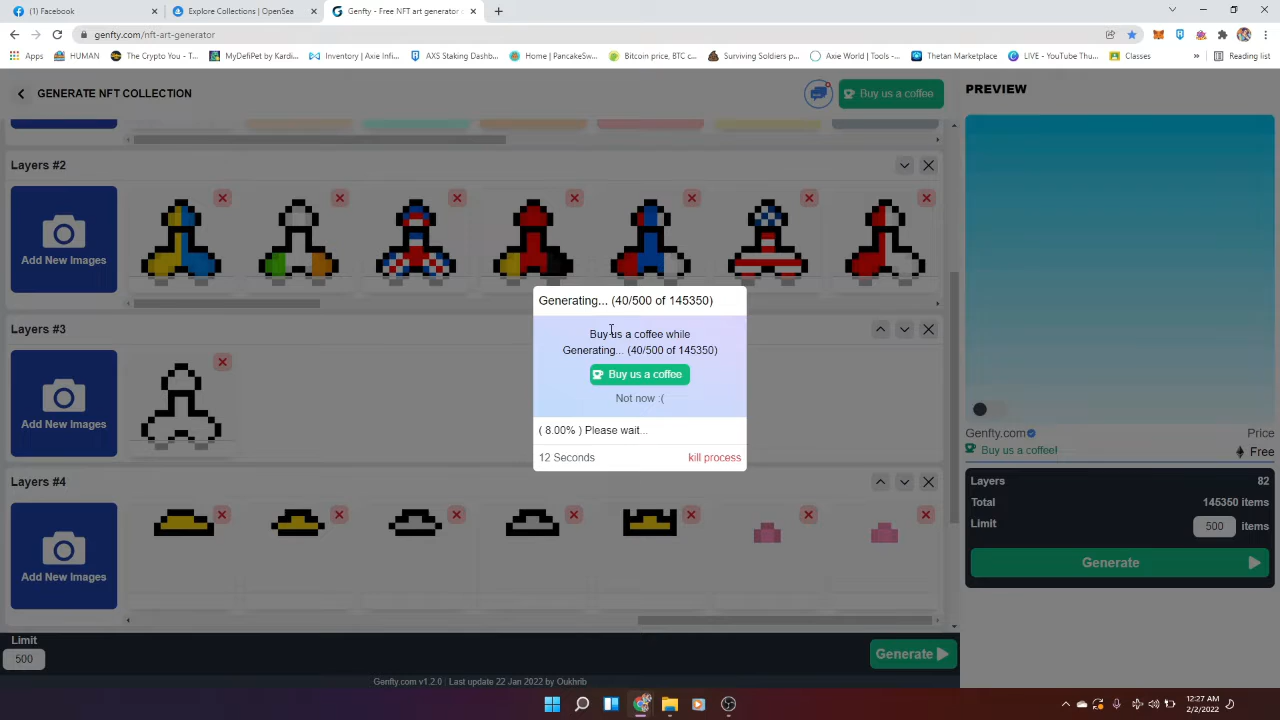 (1) Facebook
Explore Collections | OpenSea
Genfty - Free NFT art generator c
genfty.com/nft-art-generator
Apps
HUMAN
The Crypto You - T...
MyDefiPet by Kardi...
Inventory | Axie Infi...
AXS Staking Dashb...
Home | PancakeSw...
Bitcoin price, BTC c...
Surviving Soldiers p...
Axie World | Tools -...
Thetan Marketplace
LIVE - YouTube Thu...
Classes
»
Reading list
GENERATE NFT COLLECTION
Buy us a coffee
PREVIEW
Layers #2
Add New Images
Layers #3
Add New Images
Layers #4
Add New Images
Generating... (40/500 of 145350)
Buy us a coffee while
Generating... (40/500 of 145350)
Buy us a coffee
Not now :(
( 8.00% ) Please wait...
12 Seconds
kill process
Genfty.com
Price
Buy us a coffee!
Free
Layers
82
Total
145350 items
Limit
500
items
Generate
Limit
500
Generate
Genfty.com v1.2.0 | Last update 22 Jan 2022 by Oukhrib
12:27 AM
2/2/2022